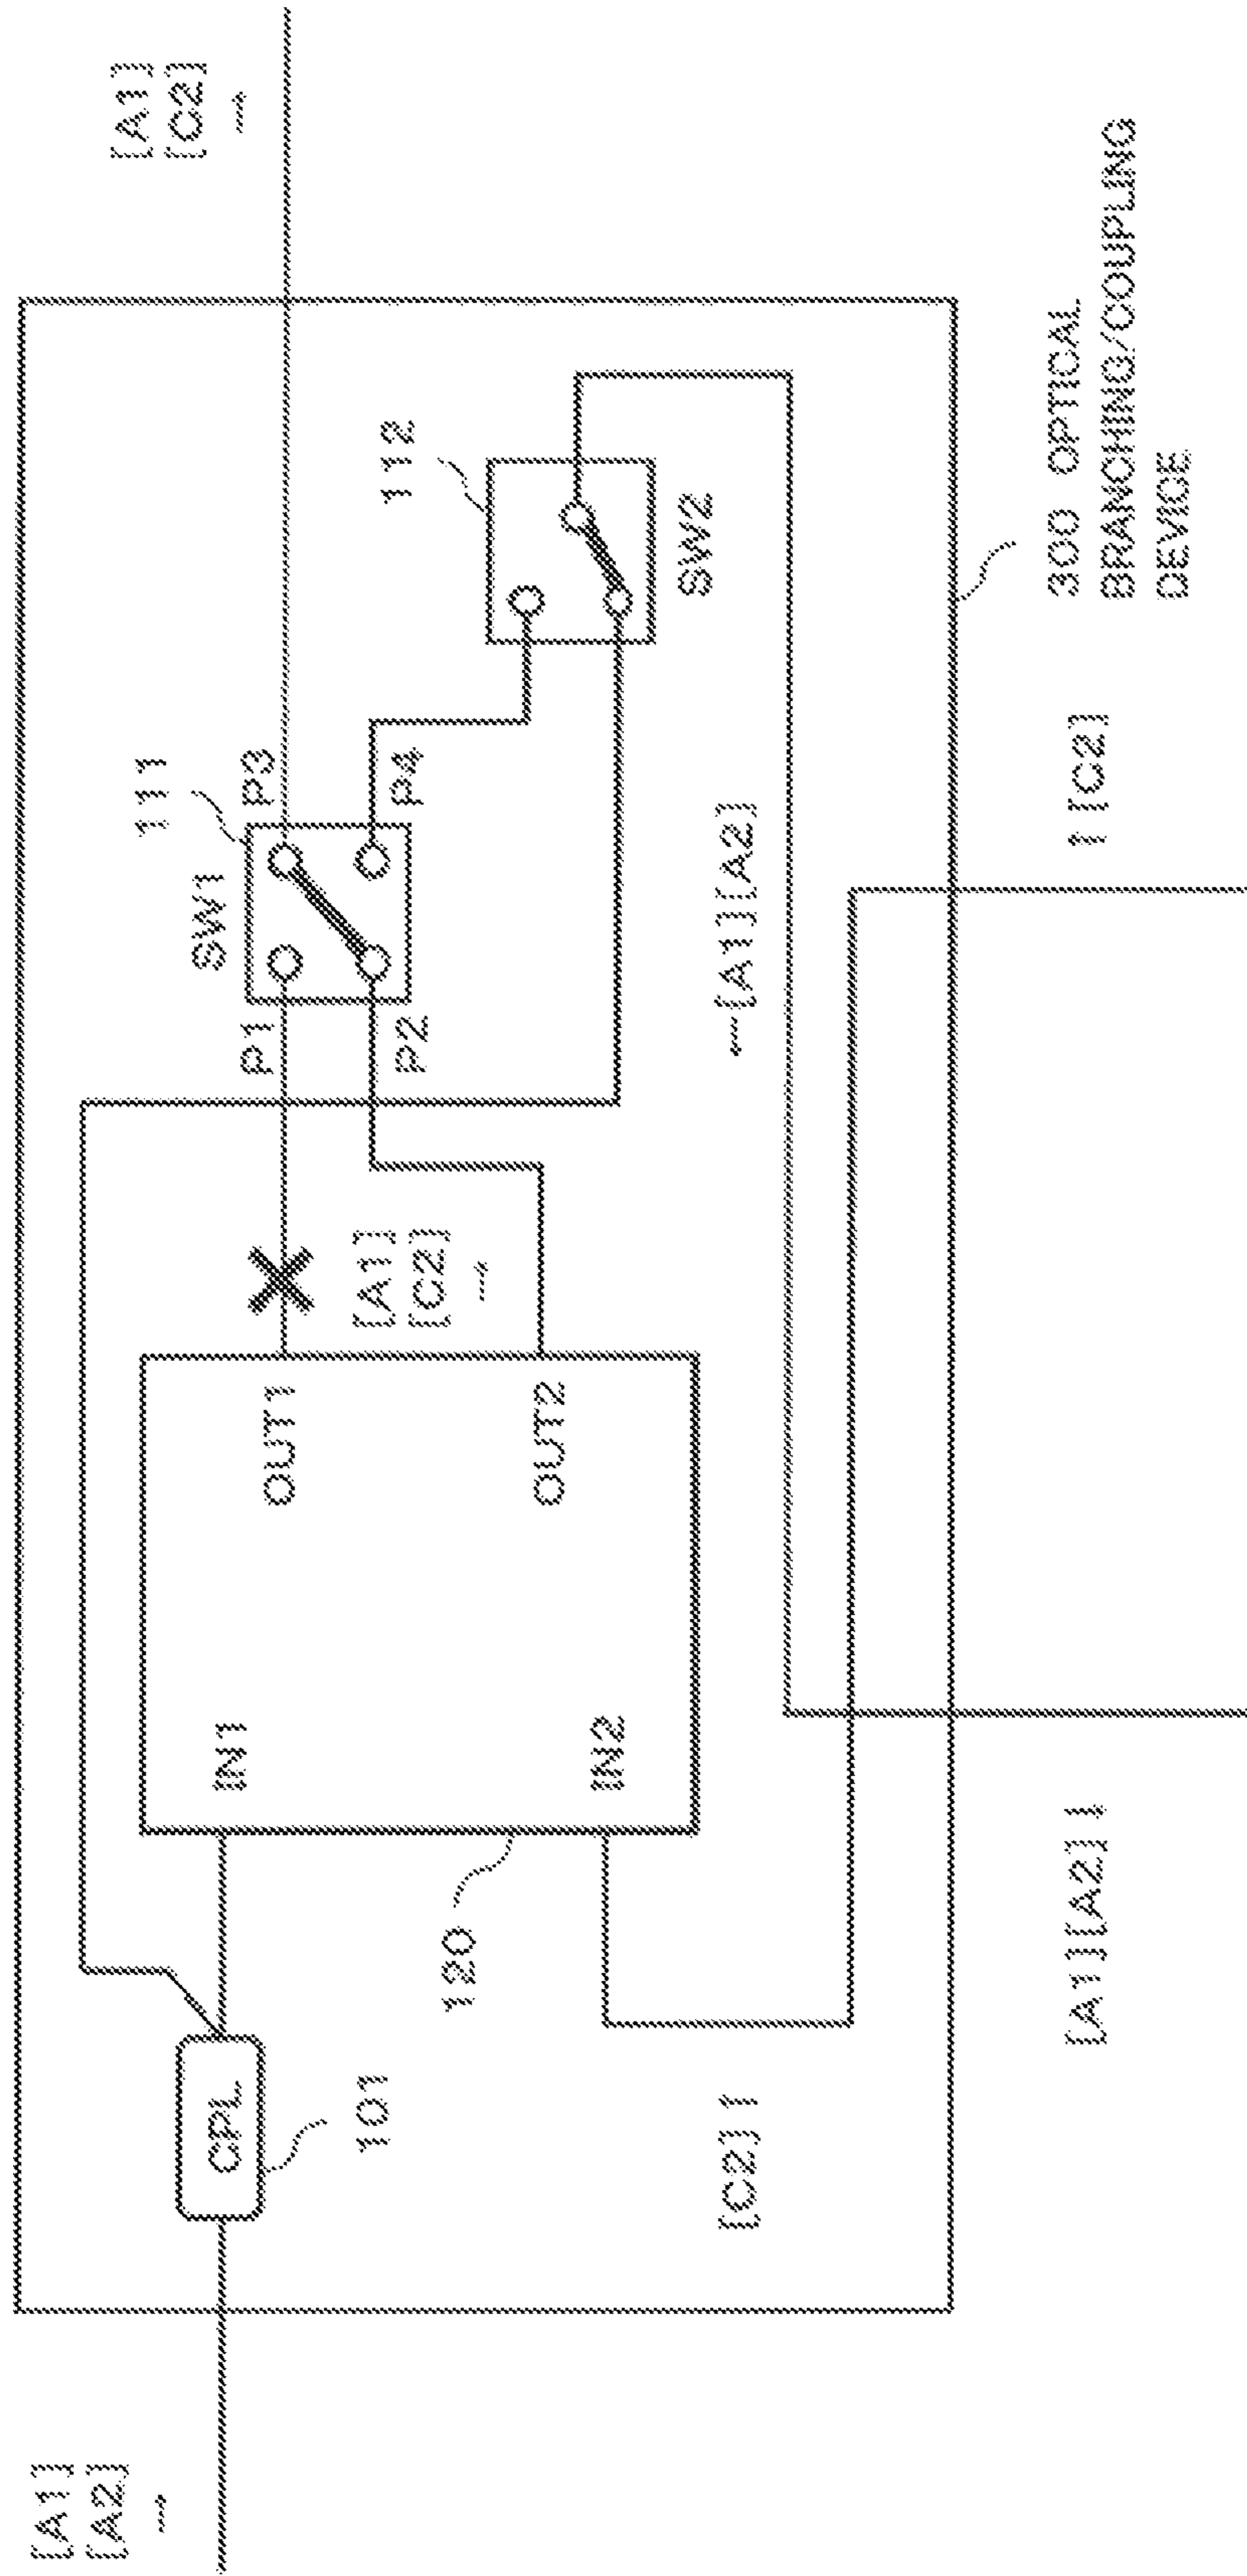 [A1]
[A2]
→
CPL
101
IN1
IN2
120
OUT1
OUT2
[A1]
[C2]
→
P1
P2
SW1
111
P3
P4
112
SW2
[A1]
[C2]
→
←[A1][A2]
[C2]↑
[A1][A2]↓
↑[C2]
300 OPTICAL
BRANCHING/COUPLING
DEVICE